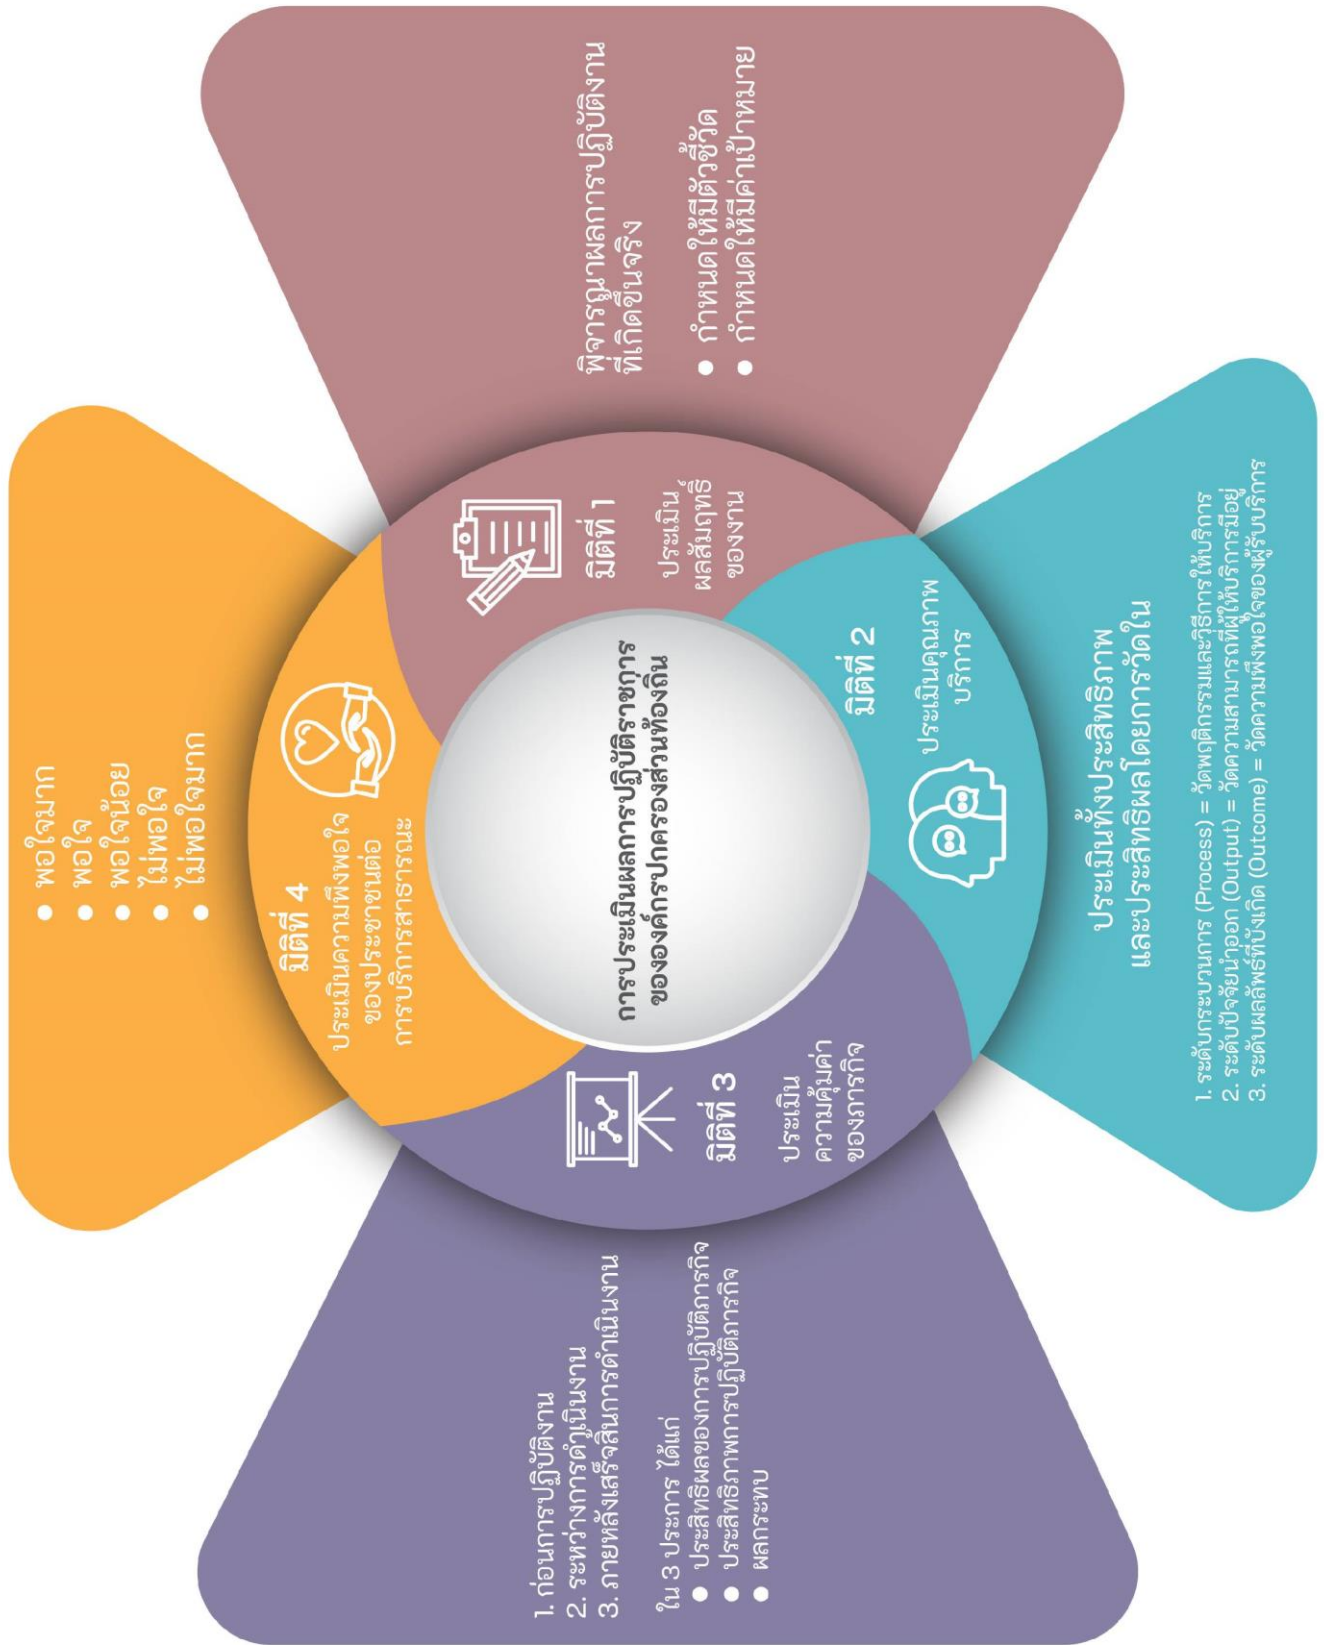 การประเมินผลการปฏิบัติราชการ
ขององค์กรปกครองส่วนท้องถิ่น
มิติที่ 1
ประเมิน
ผลสัมฤทธิ์
ของงาน
พิจารณาผลการปฏิบัติงาน
ที่เกิดขึ้นจริง
● กำหนดให้มีตัวชี้วัด
● กำหนดให้มีค่าเป้าหมาย
มิติที่ 2
ประเมินคุณภาพ
บริการ
ประเมินทั้งประสิทธิภาพ
และประสิทธิผลโดยการวัดใน
1. ระดับกระบวนการ (Process) = วัดพฤติกรรมและวิธีการให้บริการ
2. ระดับปัจจัยนำออก (Output) = วัดความสามารถที่ผู้ให้บริการมีอยู่
3. ระดับผลลัพธ์ที่บังเกิด (Outcome) = วัดความพึงพอใจของผู้รับบริการ
มิติที่ 3
ประเมิน
ความคุ้มค่า
ของภารกิจ
1. ก่อนการปฏิบัติงาน
2. ระหว่างการดำเนินงาน
3. ภายหลังเสร็จสิ้นการดำเนินงาน
ใน 3 ประการ ได้แก่
● ประสิทธิผลของการปฏิบัติภารกิจ
● ประสิทธิภาพการปฏิบัติภารกิจ
● ผลกระทบ
มิติที่ 4
ประเมินความพึงพอใจ
ของประชาชนต่อ
การบริการสาธารณะ
● พอใจมาก
● พอใจ
● พอใจน้อย
● ไม่พอใจ
● ไม่พอใจมาก